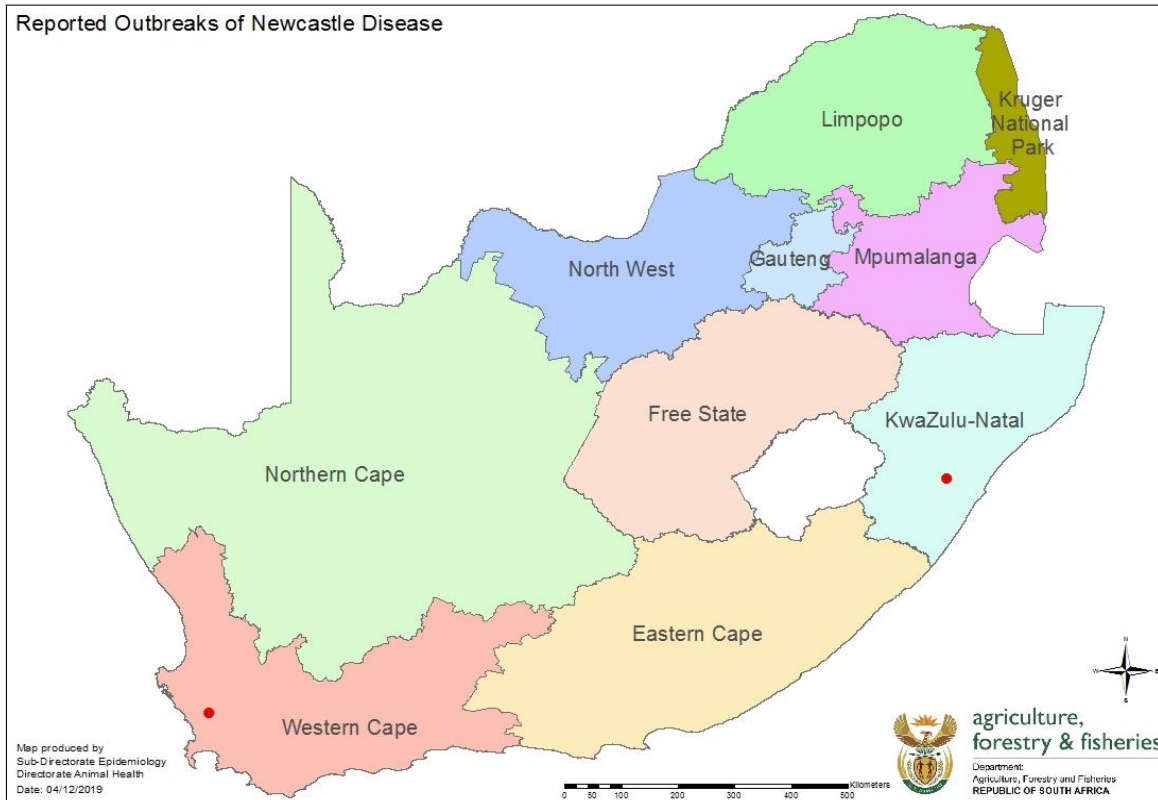 Reported Outbreaks of Newcastle Disease
Limpopo
Kruger
National
Park
North West
Gauteng
Mpumalanga
Free State
KwaZulu-Natal
Northern Cape
Eastern Cape
Western Cape
N
W
E
S
Map produced by
Sub-Directorate Epidemiology
Directorate Animal Health
Date: 04/12/2019
Kilometers
0 50 100 200 300 400 500
agriculture,
forestry & fisheries
Department:
Agriculture, Forestry and Fisheries
REPUBLIC OF SOUTH AFRICA